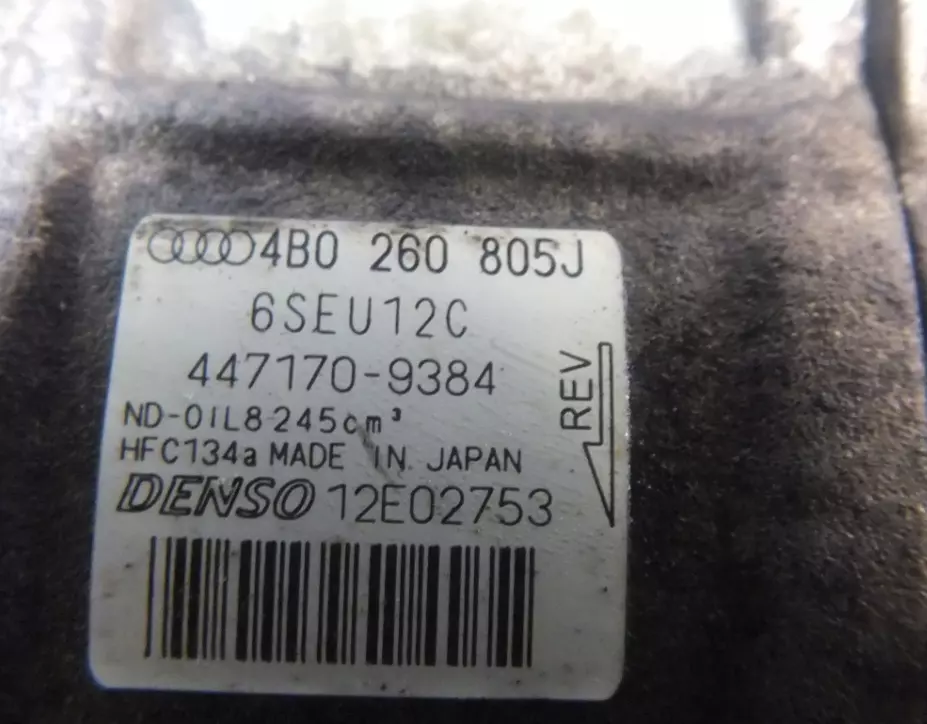 4B0 260 805J
6SEU12C
447170-9384
ND-OIL8 245cm³
HFC134a MADE IN JAPAN
DENSO 12E02753
REV